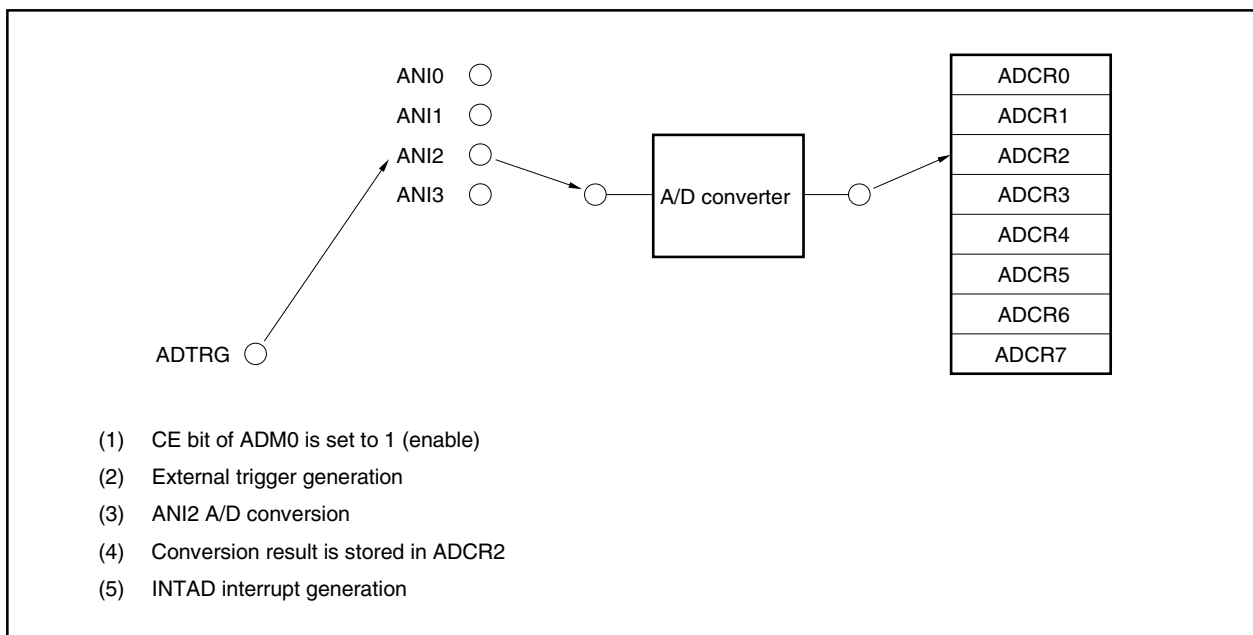 ANI0
ANI1
ANI2
ANI3
ADTRG
A/D converter
ADCR0
ADCR1
ADCR2
ADCR3
ADCR4
ADCR5
ADCR6
ADCR7
(1) CE bit of ADM0 is set to 1 (enable)
(2) External trigger generation
(3) ANI2 A/D conversion
(4) Conversion result is stored in ADCR2
(5) INTAD interrupt generation